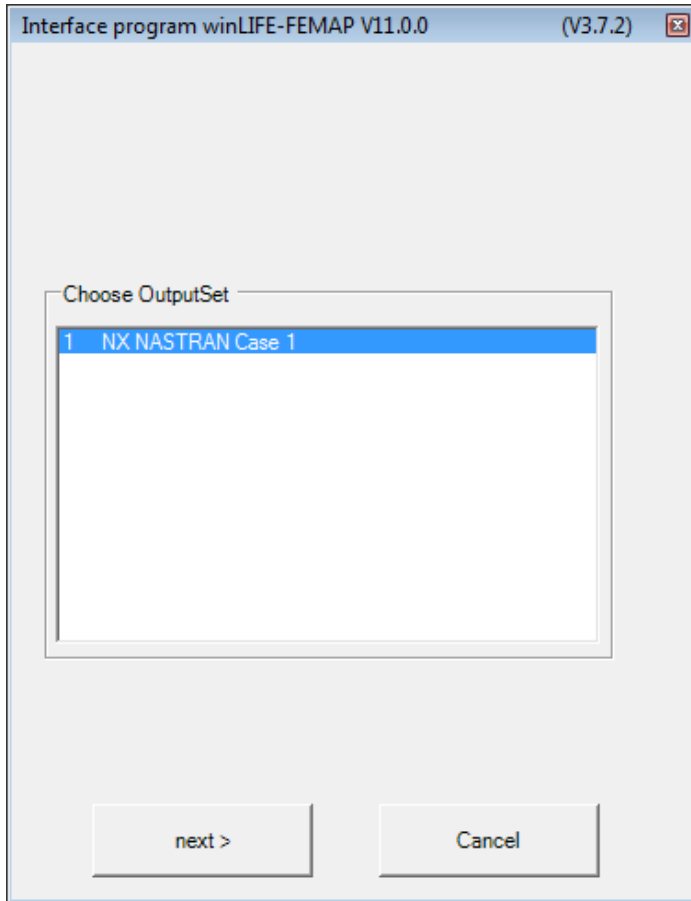 Interface program winLIFE-FEMAP V11.0.0 (V3.7.2)
Choose OutputSet
1 NX NASTRAN Case 1
next > Cancel